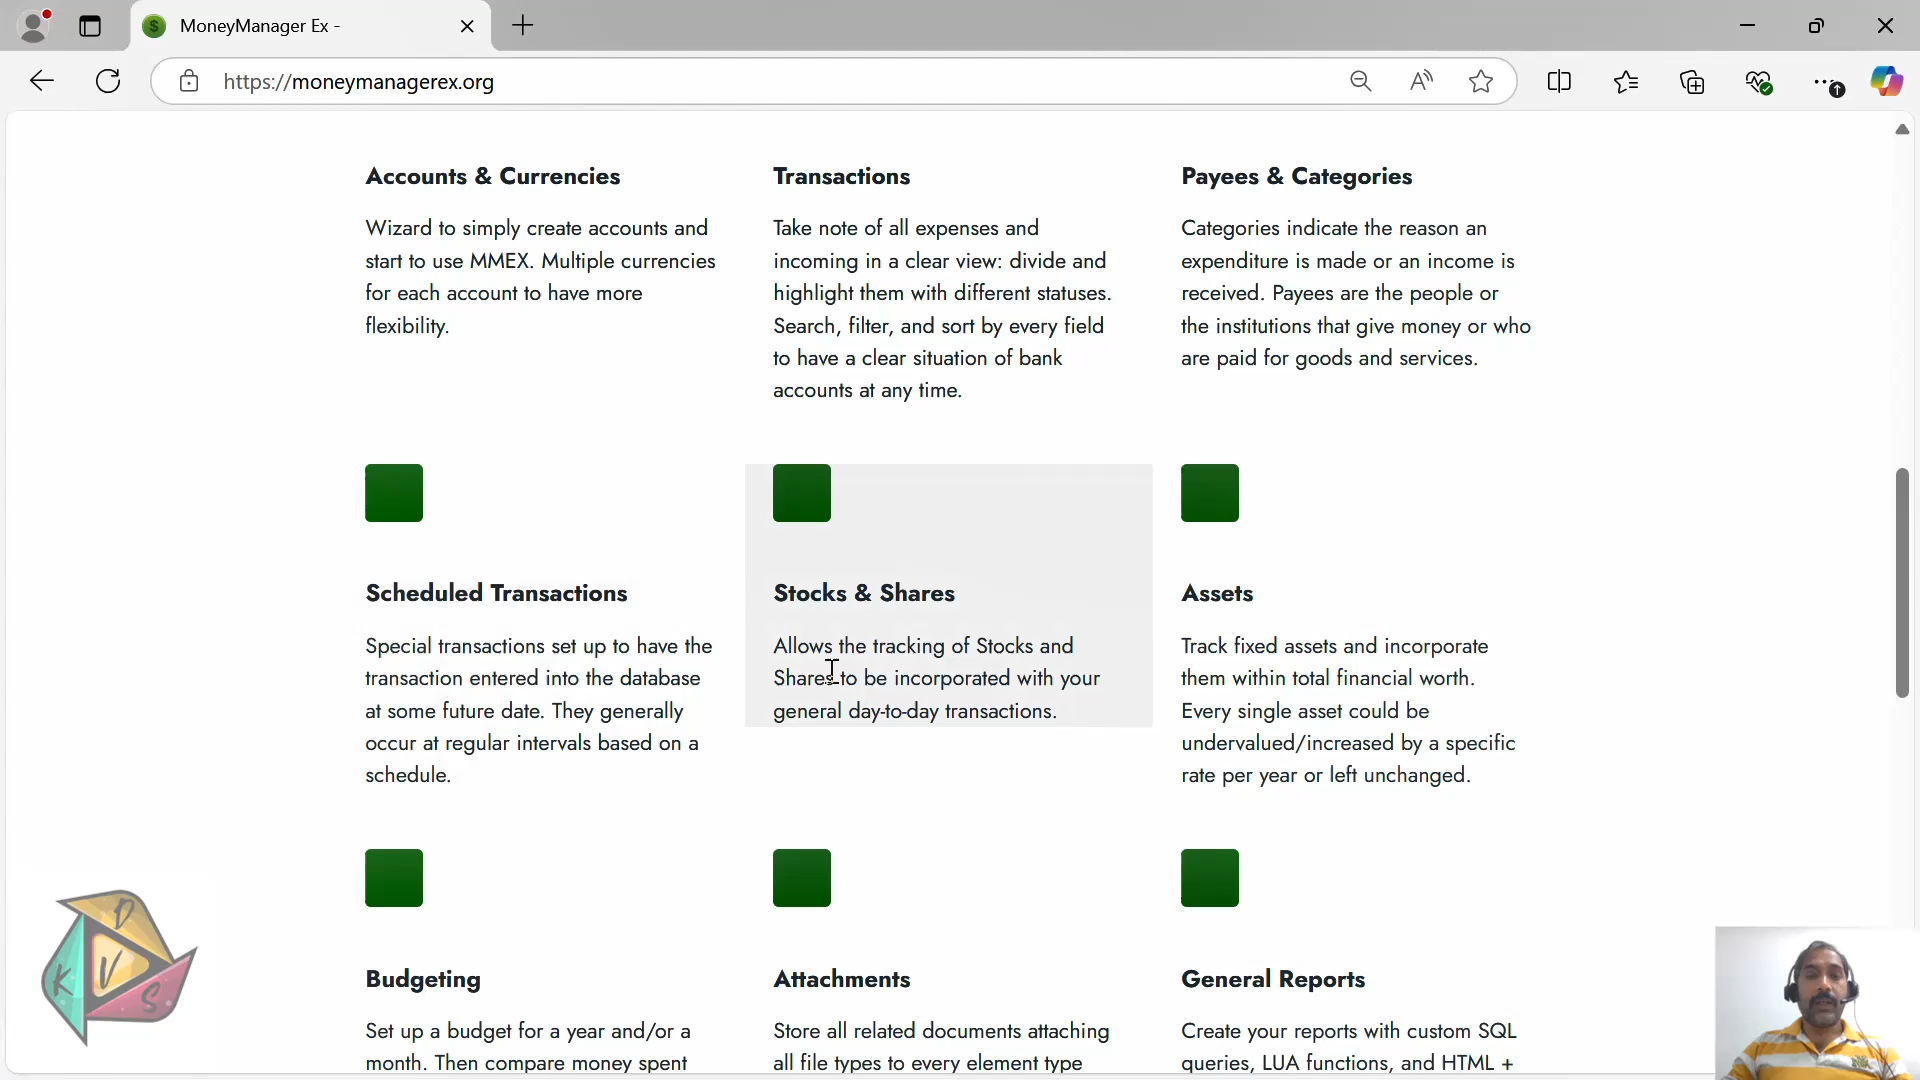 MoneyManager Ex -
https://moneymanagerex.org
Accounts & Currencies
Wizard to simply create accounts and
start to use MMEX. Multiple currencies
for each account to have more
flexibility.
Transactions
Take note of all expenses and
incoming in a clear view: divide and
highlight them with different statuses.
Search, filter, and sort by every field
to have a clear situation of bank
accounts at any time.
Payees & Categories
Categories indicate the reason an
expenditure is made or an income is
received. Payees are the people or
the institutions that give money or who
are paid for goods and services.
Scheduled Transactions
Special transactions set up to have the
transaction entered into the database
at some future date. They generally
occur at regular intervals based on a
schedule.
Stocks & Shares
Allows the tracking of Stocks and
Shares to be incorporated with your
general day-to-day transactions.
Assets
Track fixed assets and incorporate
them within total financial worth.
Every single asset could be
undervalued/increased by a specific
rate per year or left unchanged.
Budgeting
Set up a budget for a year and/or a
month. Then compare money spent
Attachments
Store all related documents attaching
all file types to every element type
General Reports
Create your reports with custom SQL
queries, LUA functions, and HTML +
D
K V S